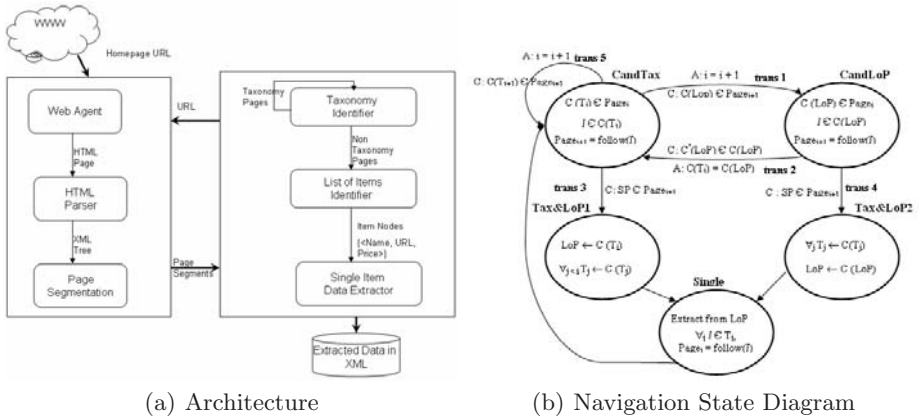 WWW
Homepage URL
Web Agent
HTML
Page
HTML
Parser
XML
Tree
Page
Segmentation
URL
Page
Segments
Taxonomy
Pages
Taxonomy
Identifier
Non
Taxonomy
Pages
List of Items
Identifier
Item Nodes
{<Name, URL,
Price>}
Single Item
Data Extractor
Extracted Data in
XML
(a) Architecture
A: i = i + 1 trans 5
C: C(Tᵢ₊₁) ∈ Pageᵢ₊₁
CandTax
C (Tᵢ) ∈ Pageᵢ
l ∈ C(Tᵢ)
Pageᵢ₊₁ = follow(l)
A: i = i + 1 trans 1
C: C(LoP) ∈ Pageᵢ₊₁
CandLoP
C (LoP) ∈ Pageᵢ
l ∈ C(LoP)
Pageᵢ₊₁ = follow(l)
C: C'(LoP) ∈ C(LoP)
trans 2
A: C(Tᵢ) = C(LoP)
trans 3
C: SP ∈ Pageᵢ₊₁
C : SP ∈ Pageᵢ₊₁
trans 4
Tax&LoP1
LoP ← C (Tᵢ)
∀j<i Tⱼ ← C (Tⱼ)
Tax&LoP2
∀ⱼ Tⱼ ← C(Tⱼ)
LoP ← C (LoP)
Single
Extract from LoP
Pageᵢ = follow(l)
(b) Navigation State Diagram